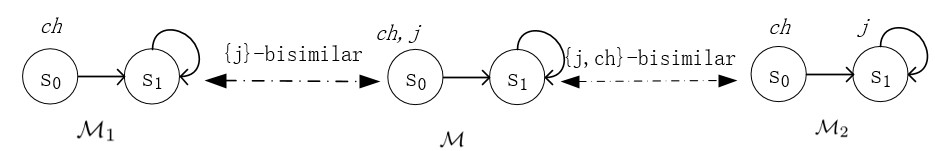 ch
s₀ s₁
ℳ₁
{j}-bisimilar
ch, j
s₀ s₁
ℳ
{j,ch}-bisimilar
ch j
s₀ s₁
ℳ₂